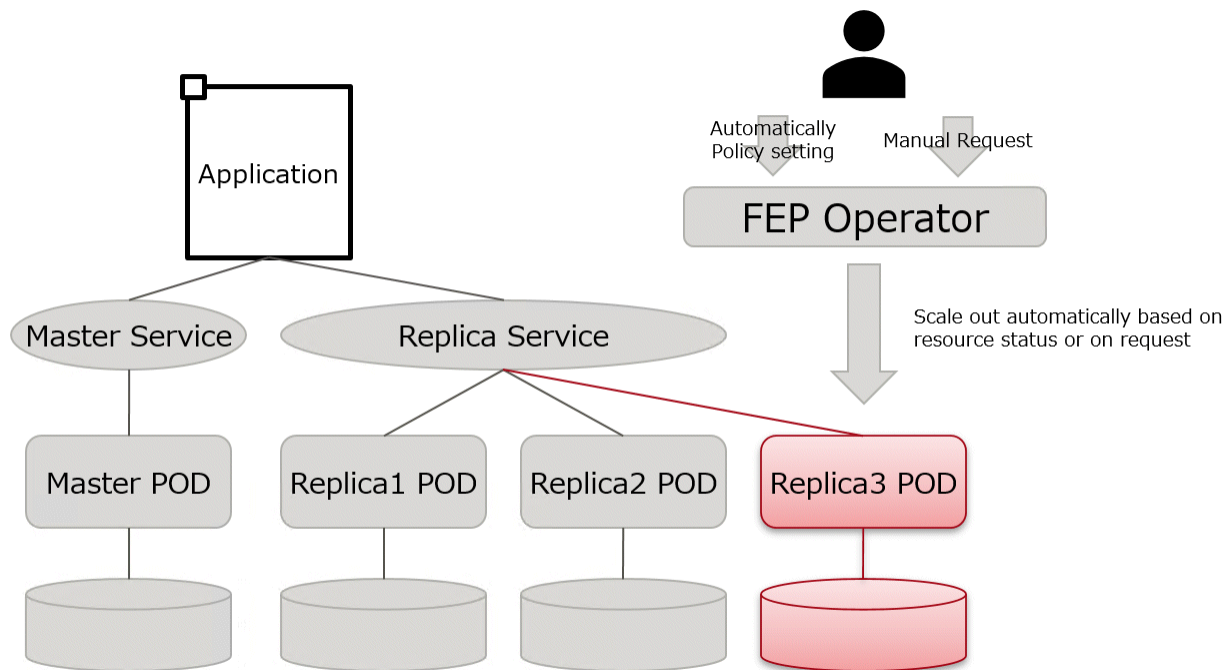 Automatically
Policy setting
Manual Request
Application
FEP Operator
Master Service
Replica Service
Scale out automatically based on
resource status or on request
Master POD
Replica1 POD
Replica2 POD
Replica3 POD